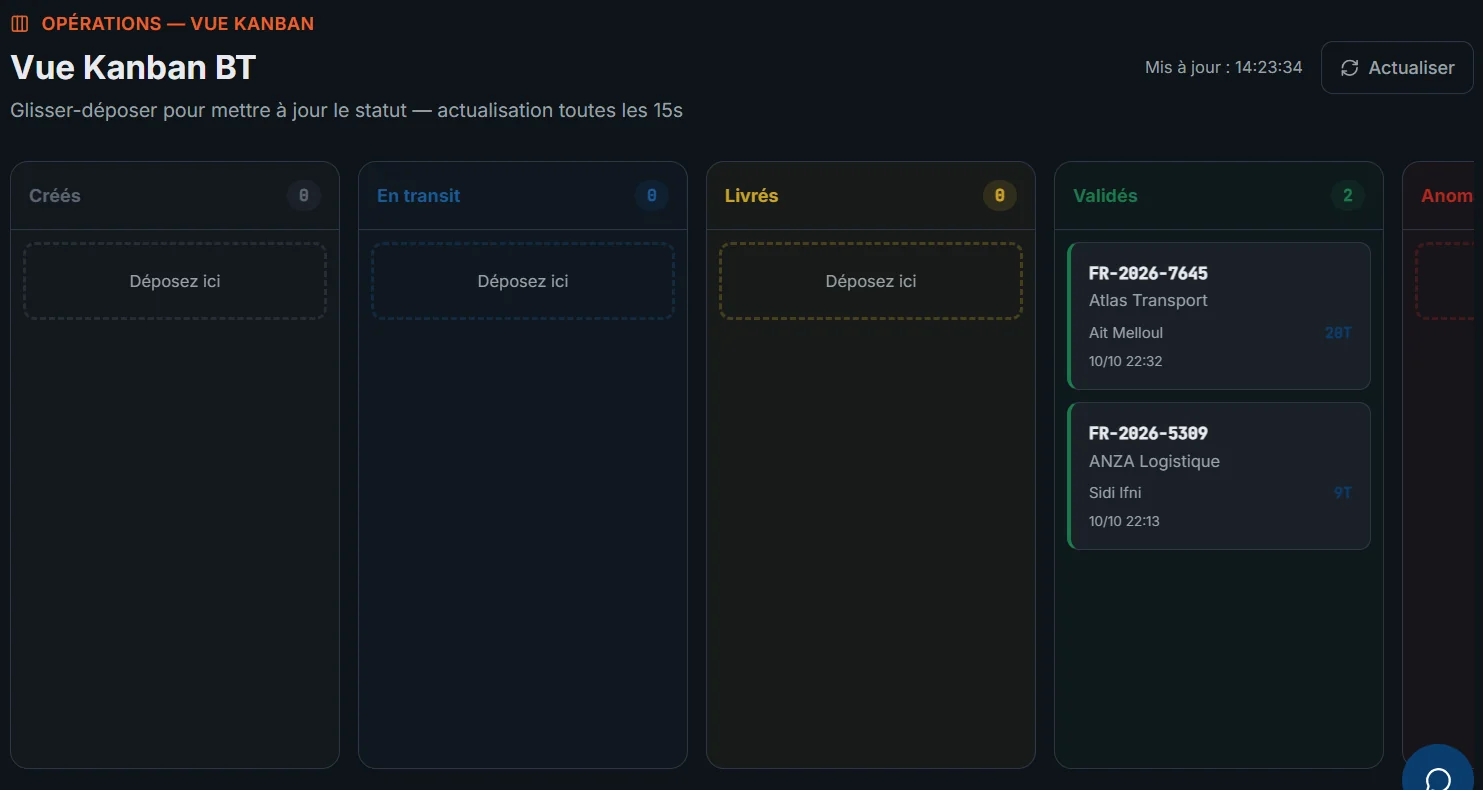 OPÉRATIONS — VUE KANBAN
Vue Kanban BT
Mis à jour : 14:23:34
Actualiser
Glisser-déposer pour mettre à jour le statut — actualisation toutes les 15s
Créés 0
Déposez ici
En transit 0
Déposez ici
Livrés 0
Déposez ici
Validés 2
FR-2026-7645
Atlas Transport
Ait Melloul 28T
10/10 22:32
FR-2026-5309
ANZA Logistique
Sidi Ifni 9T
10/10 22:13
Anom